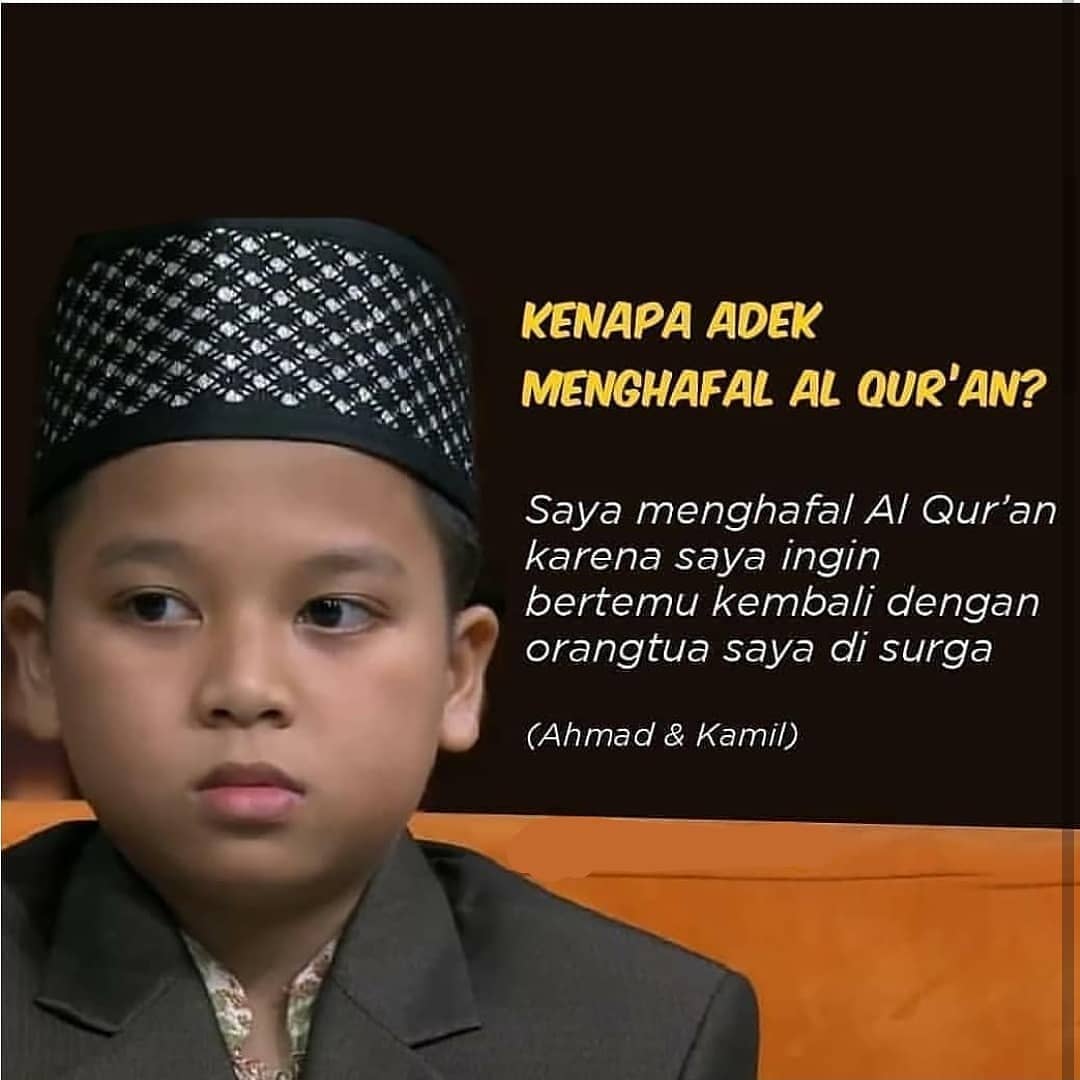 KENAPA ADEK
MENGHAFAL AL QUR'AN?
Saya menghafal Al Qur'an
karena saya ingin
bertemu kembali dengan
orangtua saya di surga
(Ahmad & Kamil)